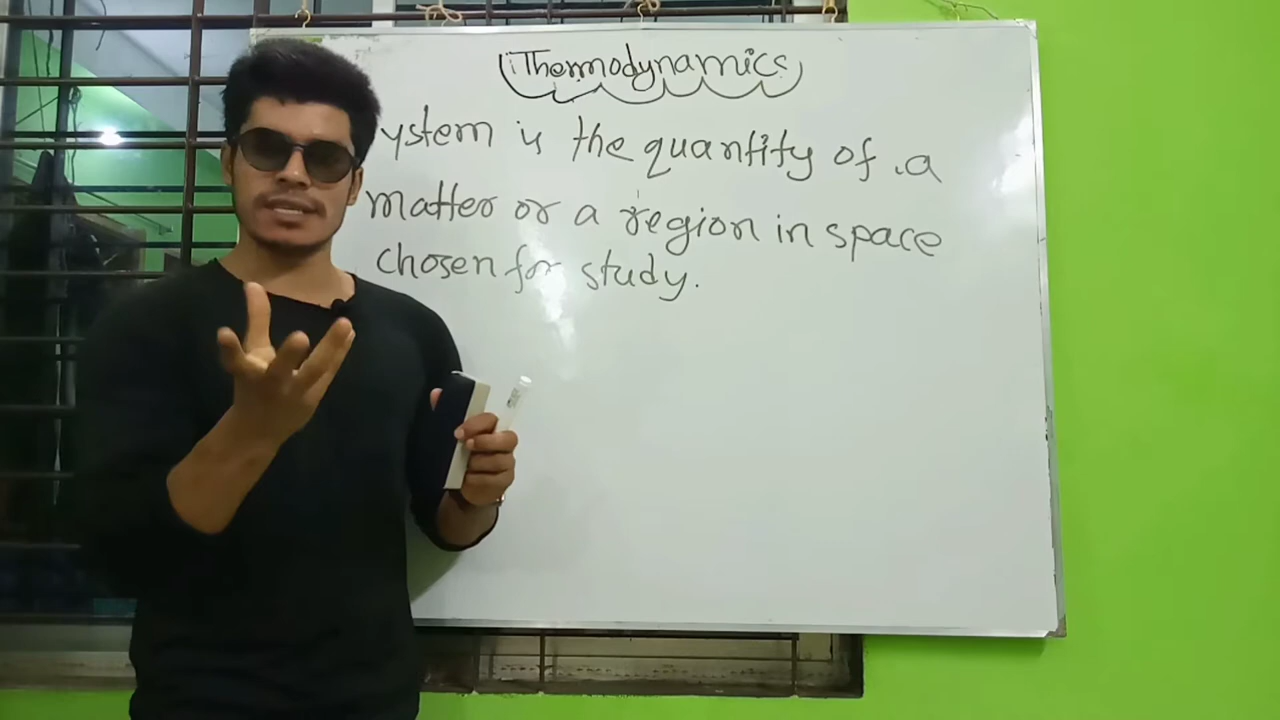 Thermodynamics
ystem is the quantity of a
matter or a region in space
chosen for study.